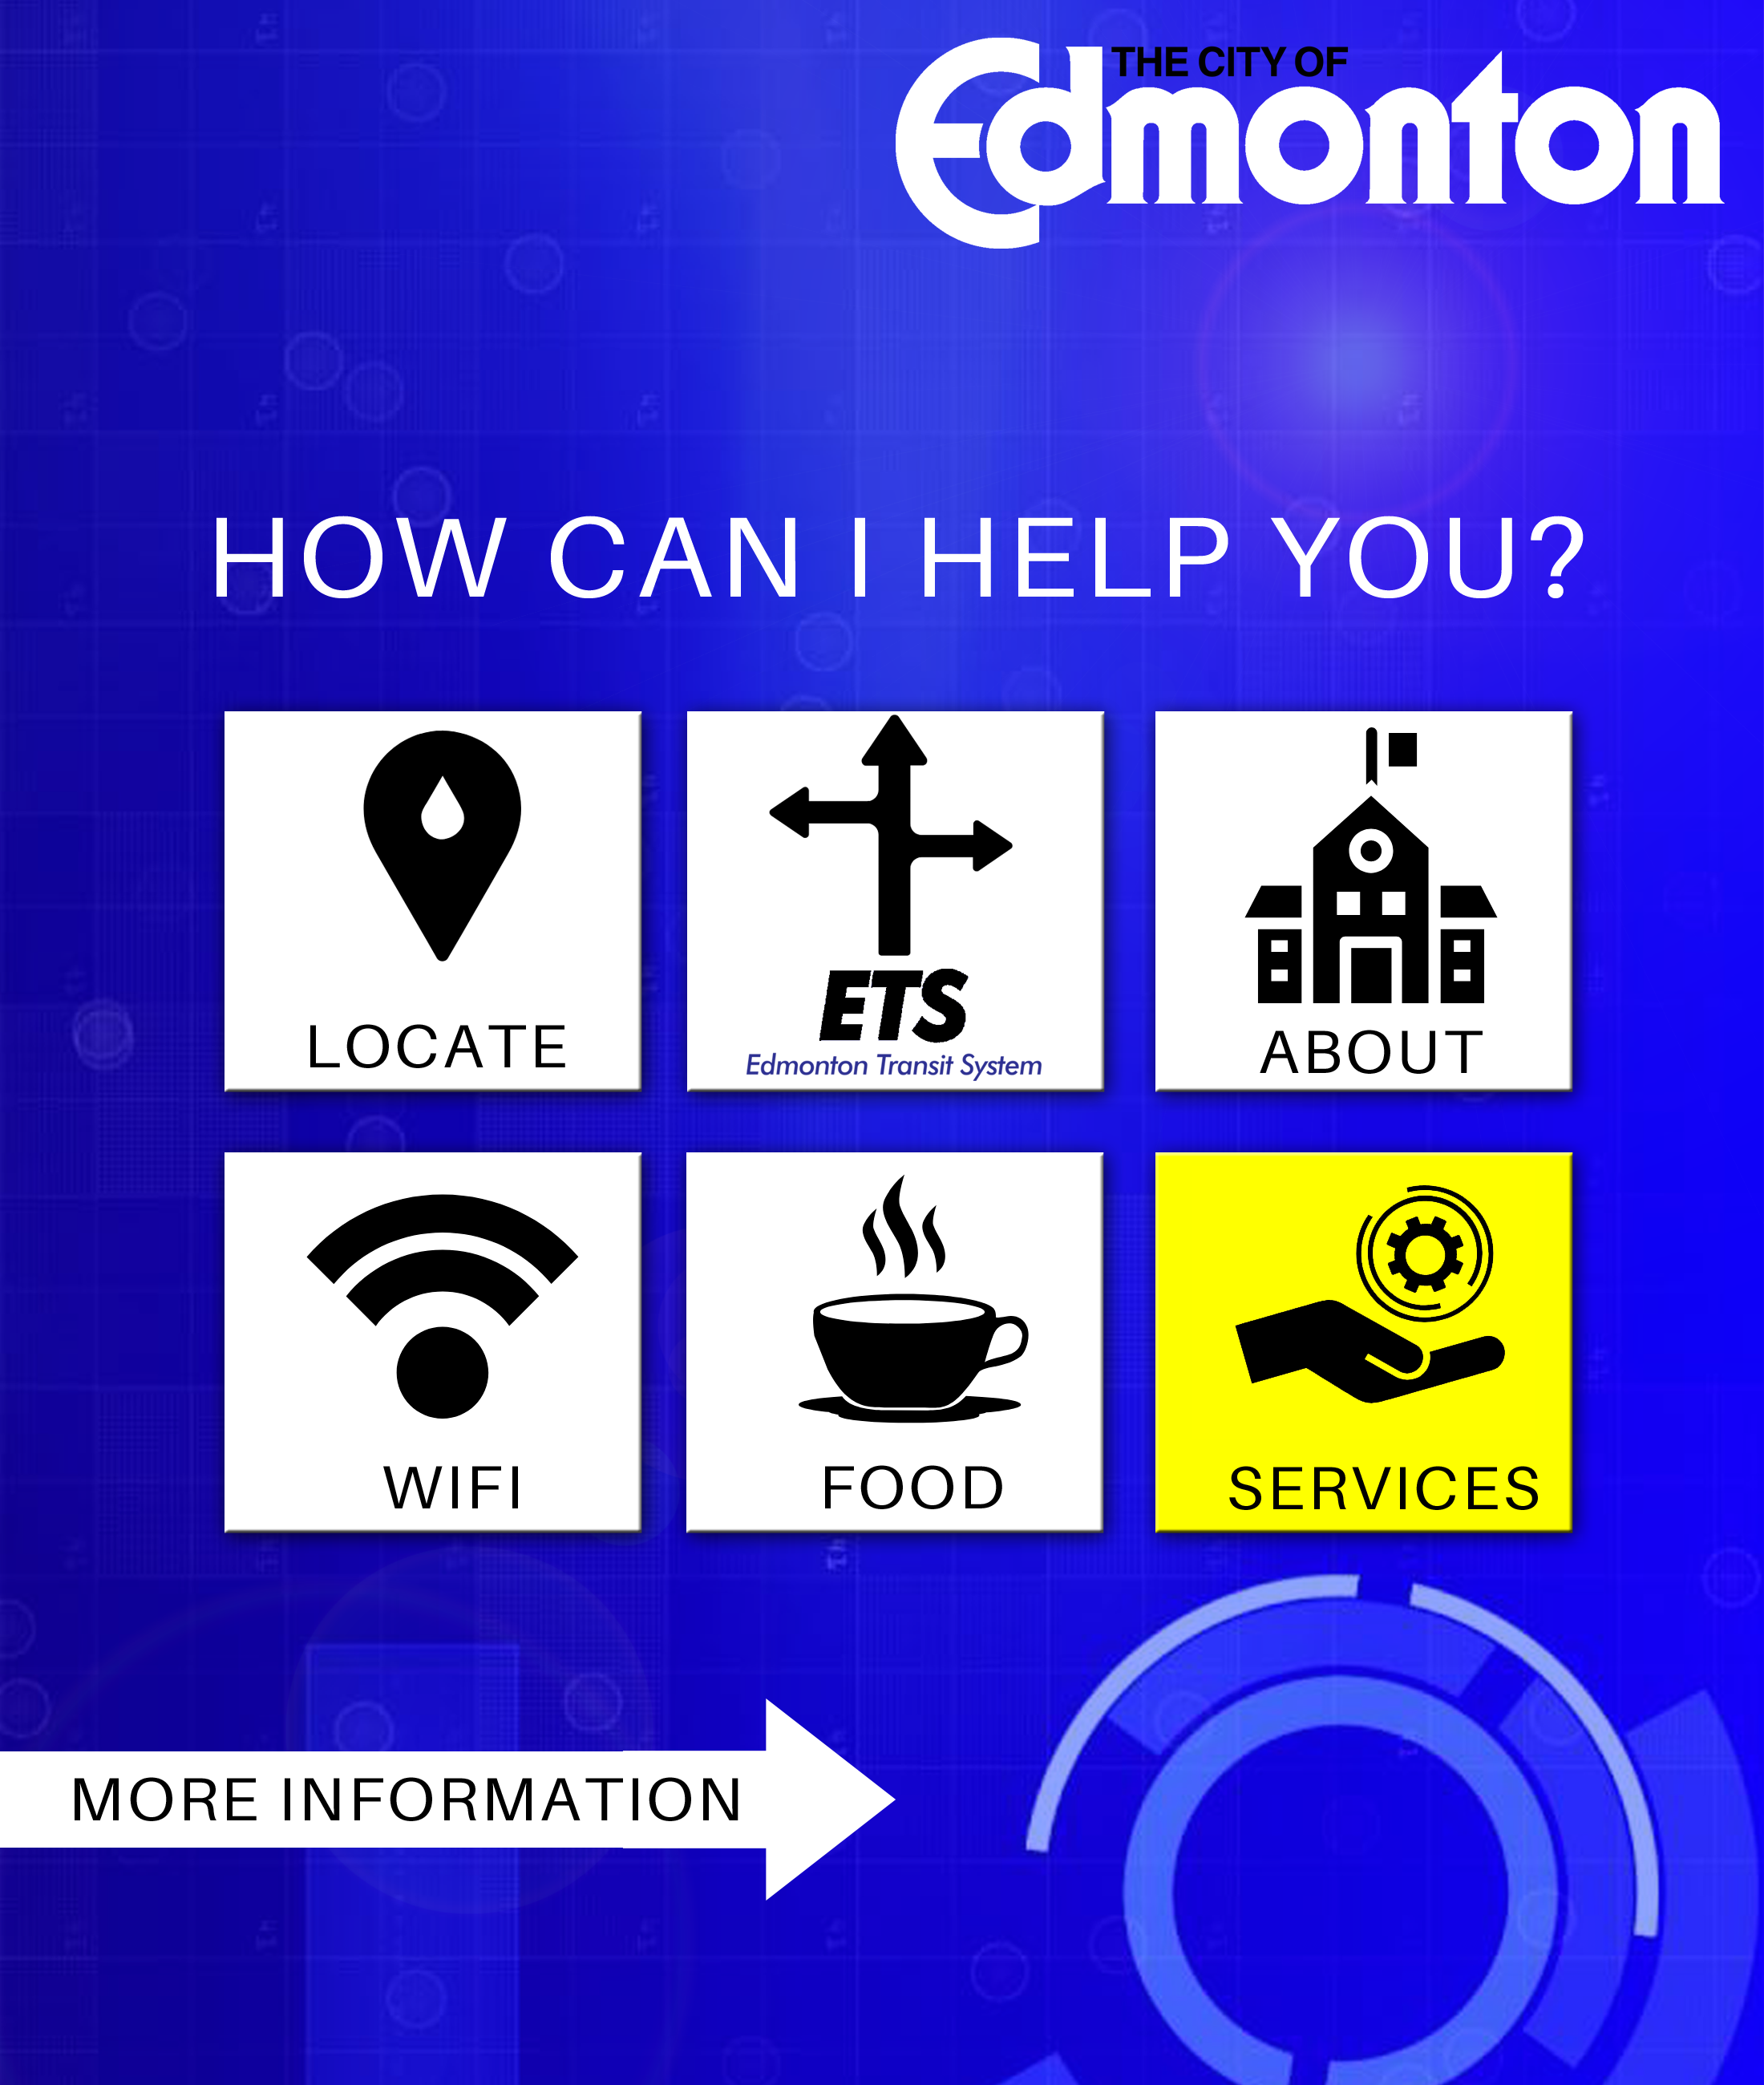 THE CITY OF
Edmonton
HOW CAN I HELP YOU?
LOCATE
ETS
Edmonton Transit System
ABOUT
WIFI
FOOD
SERVICES
MORE INFORMATION